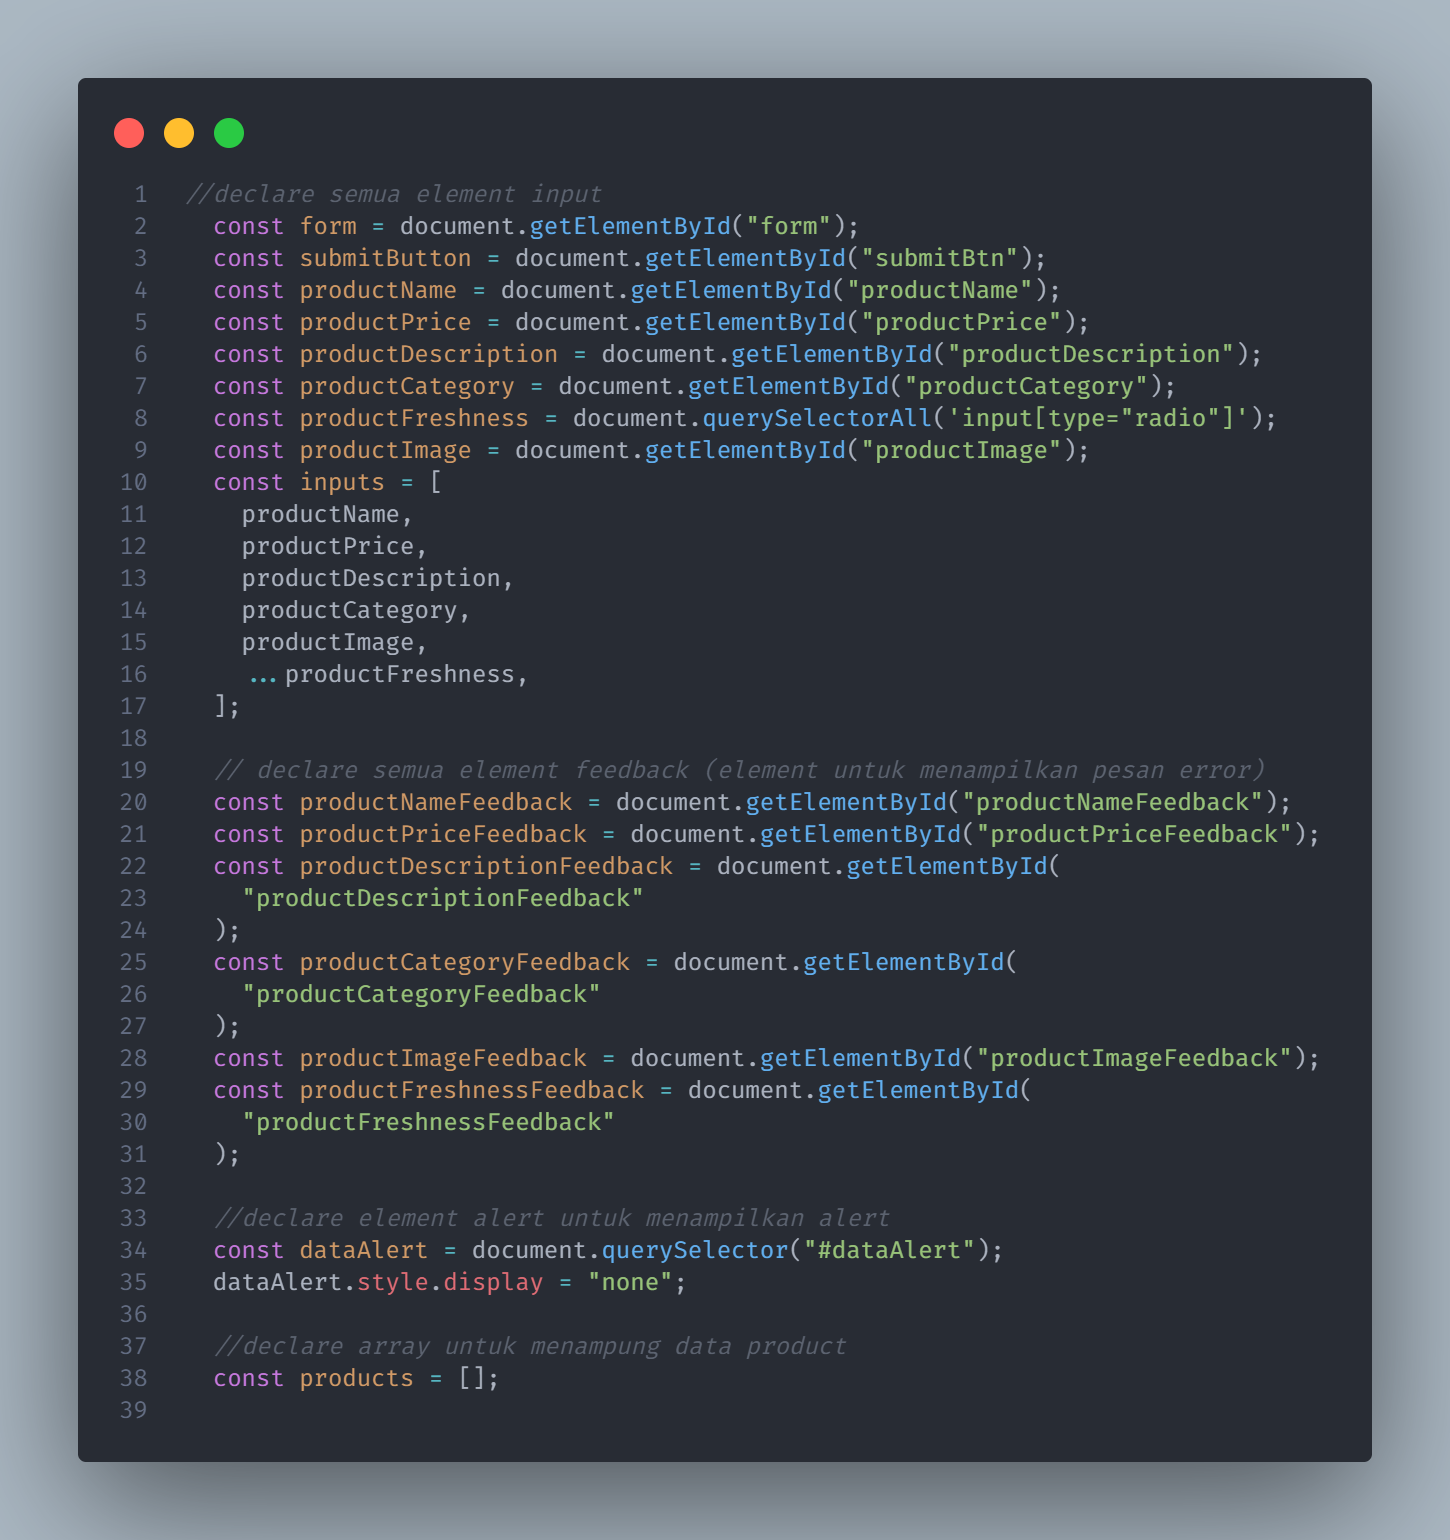 1 //declare semua element input
2 const form = document.getElementById("form");
3 const submitButton = document.getElementById("submitBtn");
4 const productName = document.getElementById("productName");
5 const productPrice = document.getElementById("productPrice");
6 const productDescription = document.getElementById("productDescription");
7 const productCategory = document.getElementById("productCategory");
8 const productFreshness = document.querySelectorAll('input[type="radio"]');
9 const productImage = document.getElementById("productImage");
10 const inputs = [
11 productName,
12 productPrice,
13 productDescription,
14 productCategory,
15 productImage,
16 ...productFreshness,
17 ];
18
19 // declare semua element feedback (element untuk menampilkan pesan error)
20 const productNameFeedback = document.getElementById("productNameFeedback");
21 const productPriceFeedback = document.getElementById("productPriceFeedback");
22 const productDescriptionFeedback = document.getElementById(
23 "productDescriptionFeedback"
24 );
25 const productCategoryFeedback = document.getElementById(
26 "productCategoryFeedback"
27 );
28 const productImageFeedback = document.getElementById("productImageFeedback");
29 const productFreshnessFeedback = document.getElementById(
30 "productFreshnessFeedback"
31 );
32
33 //declare element alert untuk menampilkan alert
34 const dataAlert = document.querySelector("#dataAlert");
35 dataAlert.style.display = "none";
36
37 //declare array untuk menampung data product
38 const products = [];
39